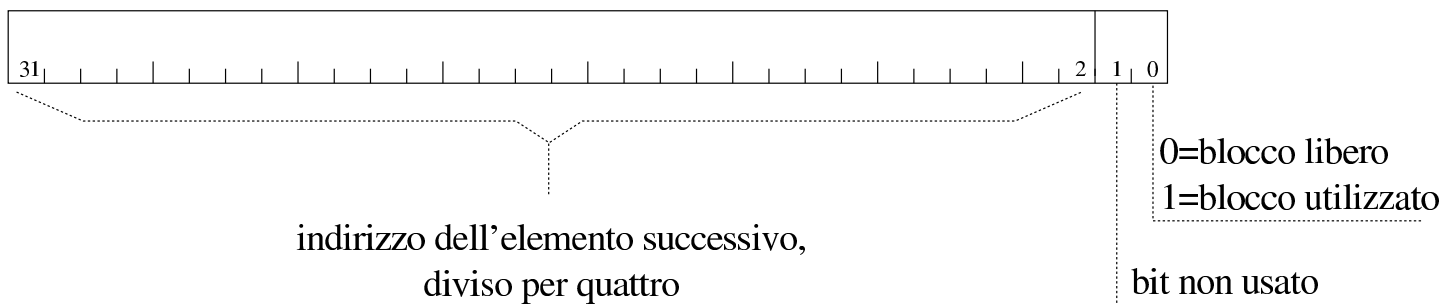 31 2 1 0
0=blocco libero
1=blocco utilizzato
indirizzo dell'elemento successivo,
diviso per quattro
bit non usato